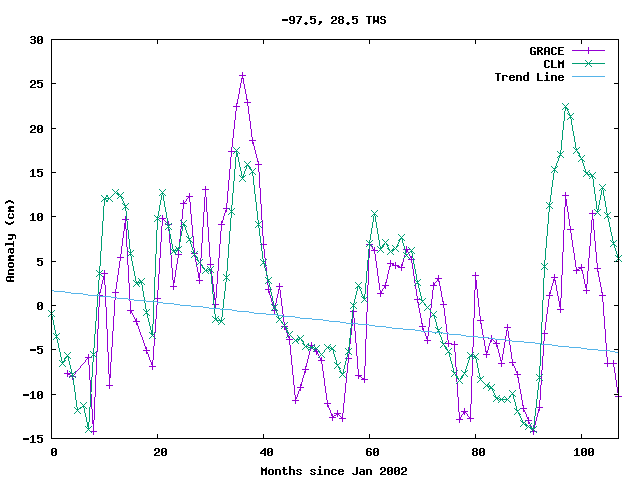 -97.5, 28.5 TWS
GRACE
CLM
Trend Line
Anomaly (cm)
30
25
20
15
10
5
0
-5
-10
-15
0 20 40 60 80 100
Months since Jan 2002